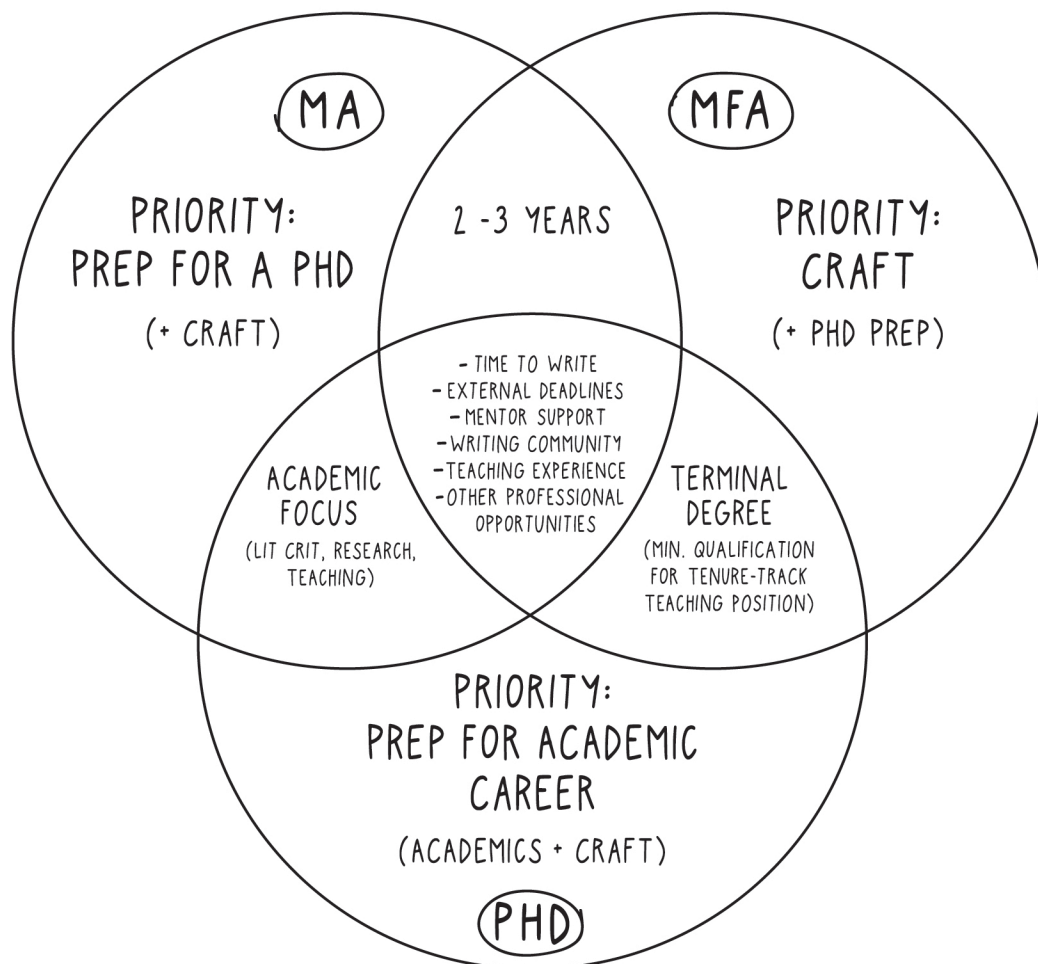 MA
PRIORITY:
PREP FOR A PHD
(+ CRAFT)
2 -3 YEARS
MFA
PRIORITY:
CRAFT
(+ PHD PREP)
- TIME TO WRITE
- EXTERNAL DEADLINES
- MENTOR SUPPORT
- WRITING COMMUNITY
- TEACHING EXPERIENCE
- OTHER PROFESSIONAL
OPPORTUNITIES
ACADEMIC
FOCUS
(LIT CRIT, RESEARCH,
TEACHING)
TERMINAL
DEGREE
(MIN. QUALIFICATION
FOR TENURE-TRACK
TEACHING POSITION)
PRIORITY:
PREP FOR ACADEMIC
CAREER
(ACADEMICS + CRAFT)
PHD